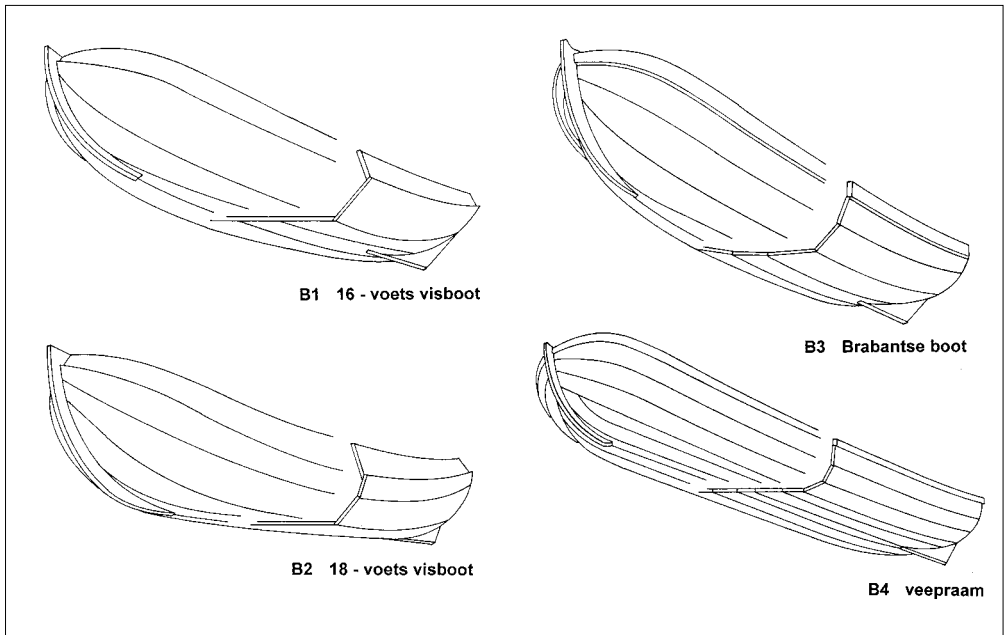 B1 16 - voets visboot
B3 Brabantse boot
B2 18 - voets visboot
B4 veepraam